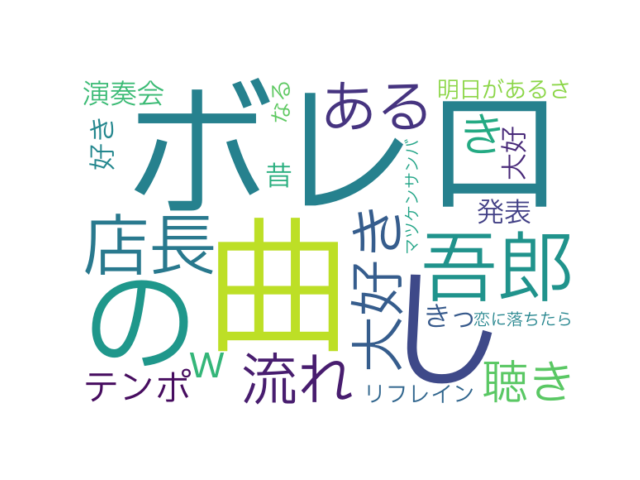 演奏会
なる
ある
明日があるさ
ボレロ
好き
昔
マツケンサンバ
き
大好
発表
店長
の
曲
大好き
吾郎
し
きっ
恋に落ちたら
テンポ
w
流れ
リフレイン
聴き